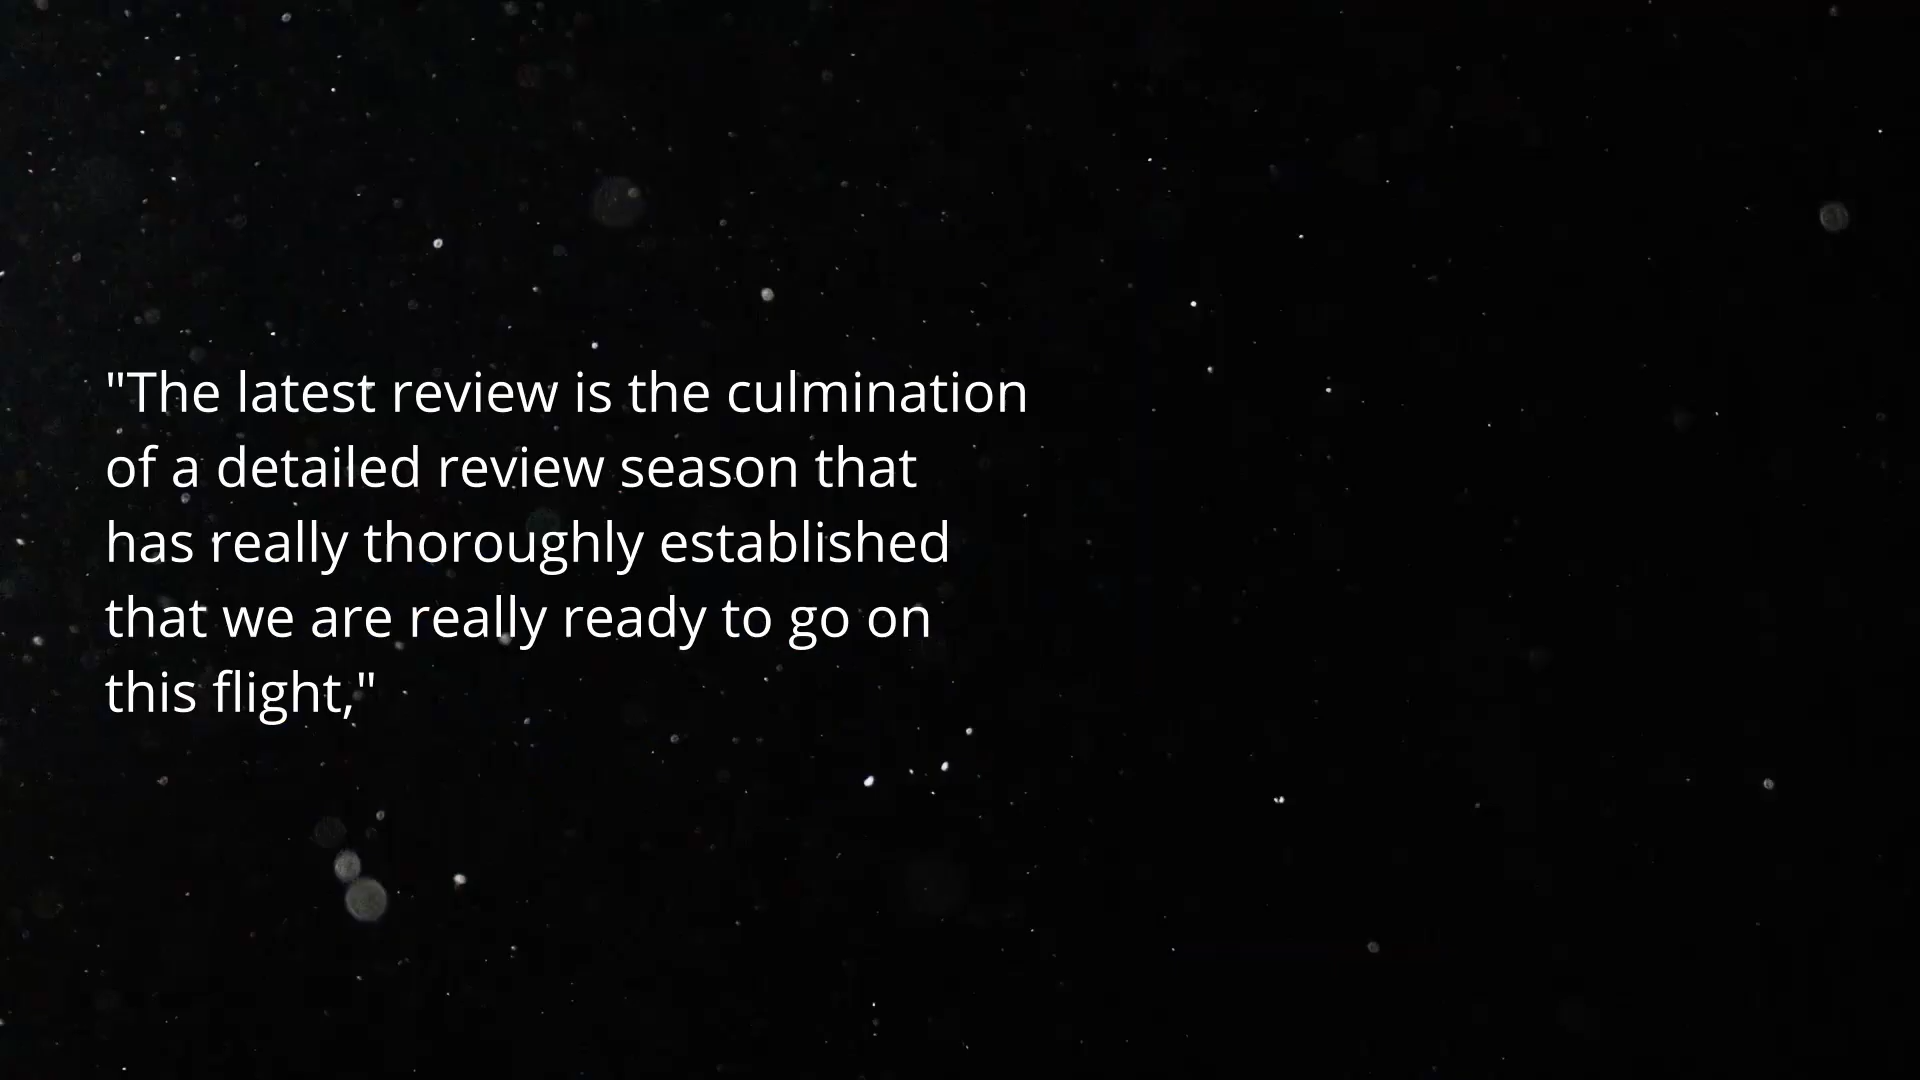 "The latest review is the culmination
of a detailed review season that
has really thoroughly established
that we are really ready to go on
this flight,"